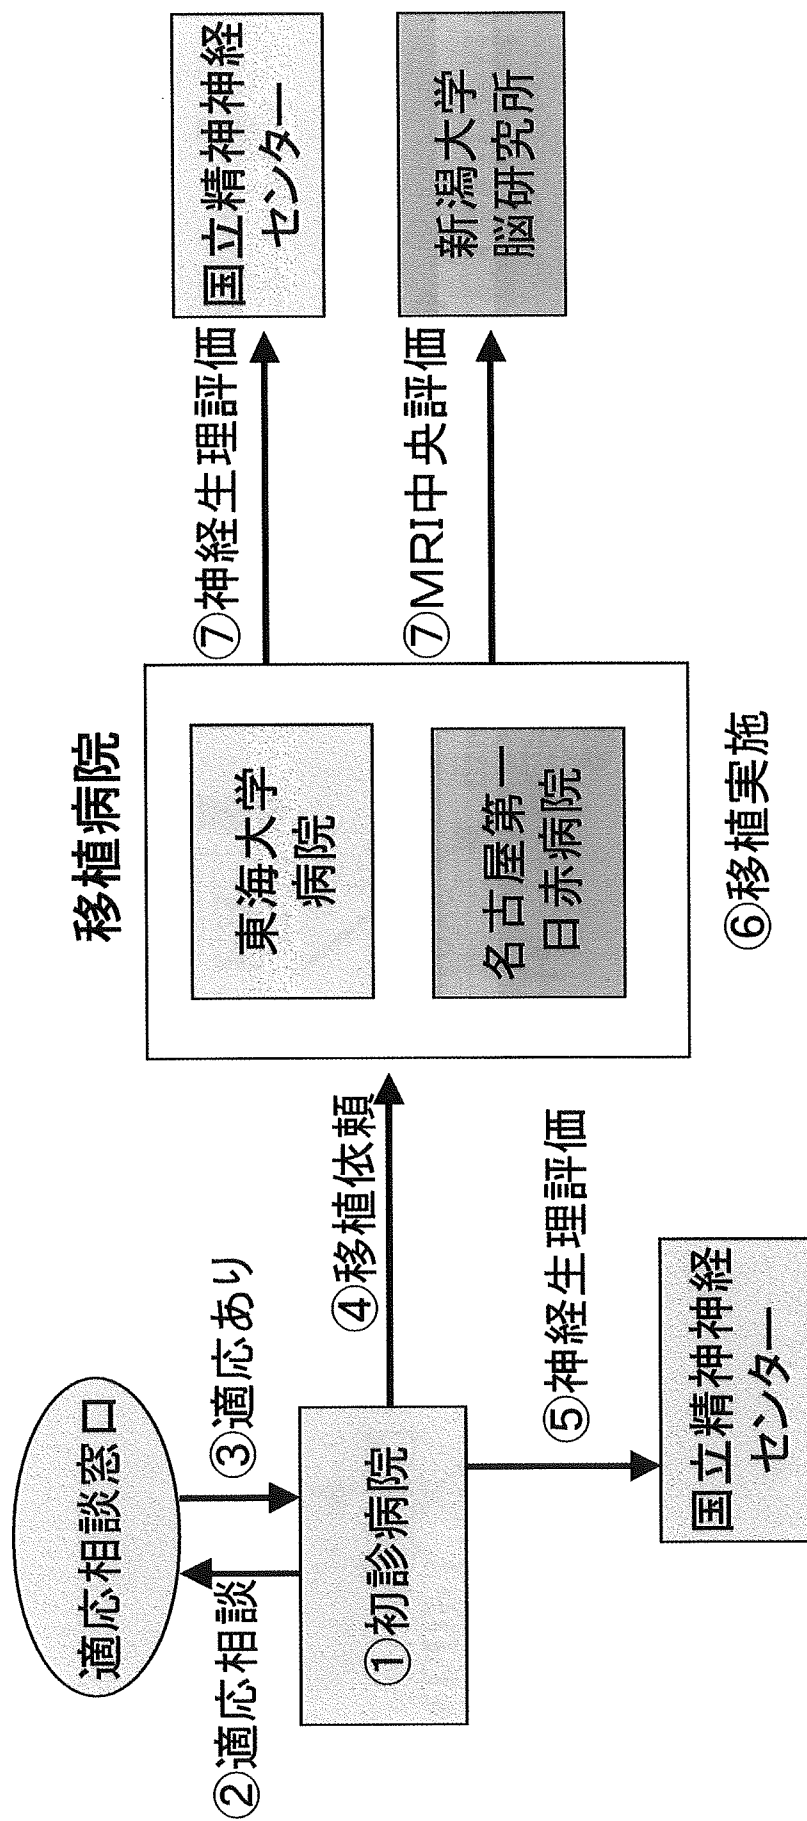 適応相談窓口
②適応相談
③適応あり
①初診病院
④移植依頼
⑤神経生理評価
国立精神神経
センター
移植病院
東海大学
病院
名古屋第一
日赤病院
⑥移植実施
⑦神経生理評価
国立精神神経
センター
⑦MRI中央評価
新潟大学
脳研究所